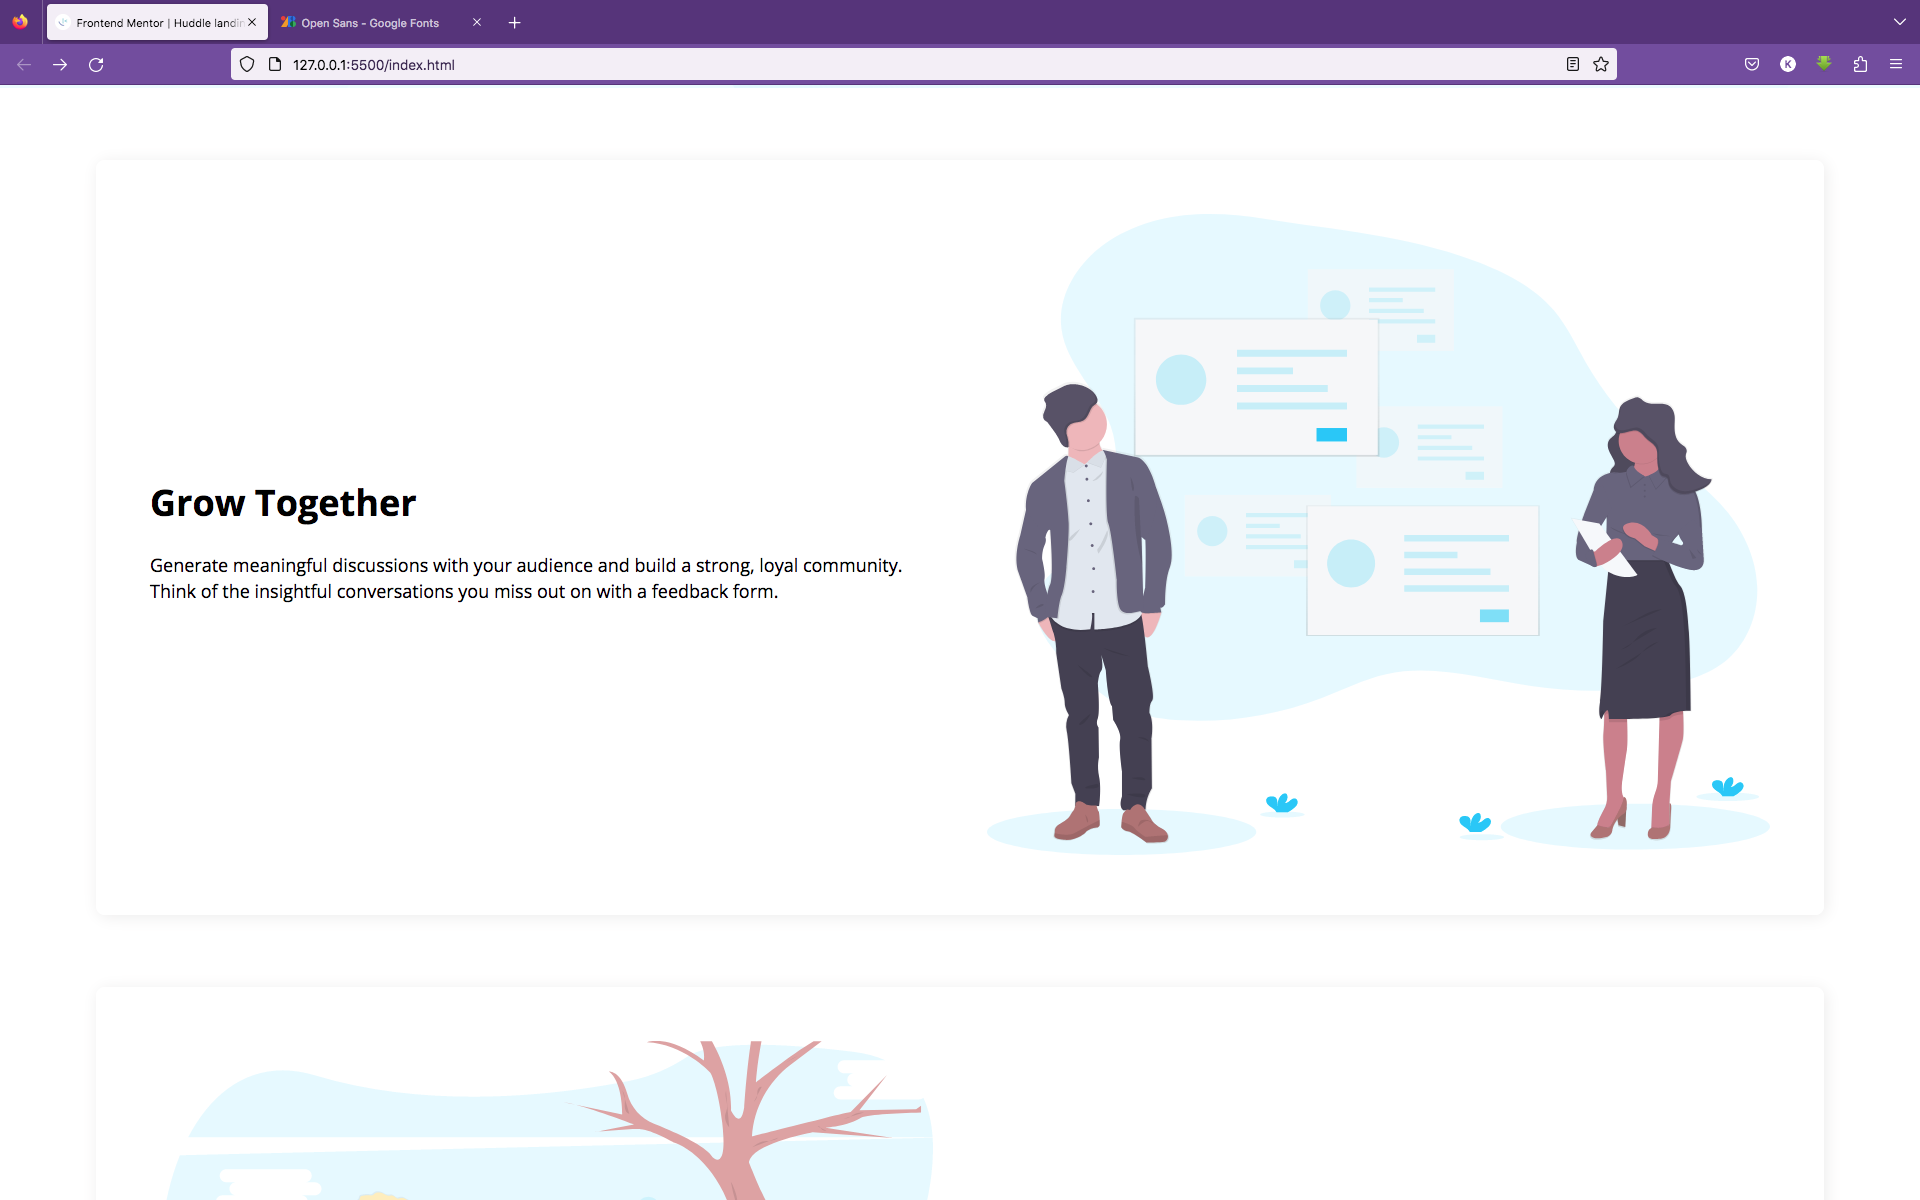 Frontend Mentor | Huddle landin
Open Sans - Google Fonts
127.0.0.1:5500/index.html
K
Grow Together
Generate meaningful discussions with your audience and build a strong, loyal community.
Think of the insightful conversations you miss out on with a feedback form.